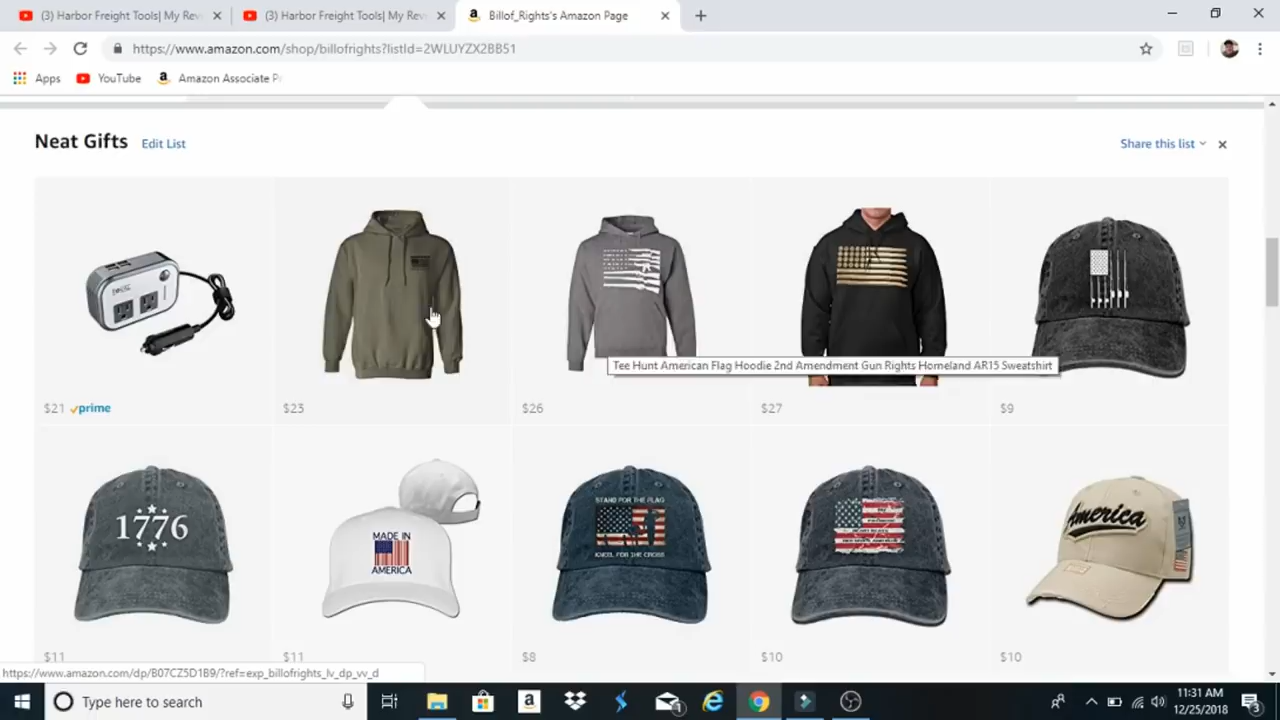 (3) Harbor Freight Tools| My Rev
(3) Harbor Freight Tools| My Rev
Billof_Rights's Amazon Page
https://www.amazon.com/shop/billofrights?listId=2WLUYZX2BB51
Apps
YouTube
Amazon Associate Pr
Neat Gifts
Edit List
Share this list
Tee Hunt American Flag Hoodie 2nd Amendment Gun Rights Homeland AR15 Sweatshirt
$21 prime
$23
$26
$27
$9
1776
MADE IN
AMERICA
STAND FOR THE FLAG
KNEEL FOR THE CROSS
America
$11
$11
$8
$10
$10
https://www.amazon.com/dp/B07CZ5D1B9/?ref=exp_billofrights_lv_dp_vv_d
Type here to search
1
11:31 AM
12/25/2018
3